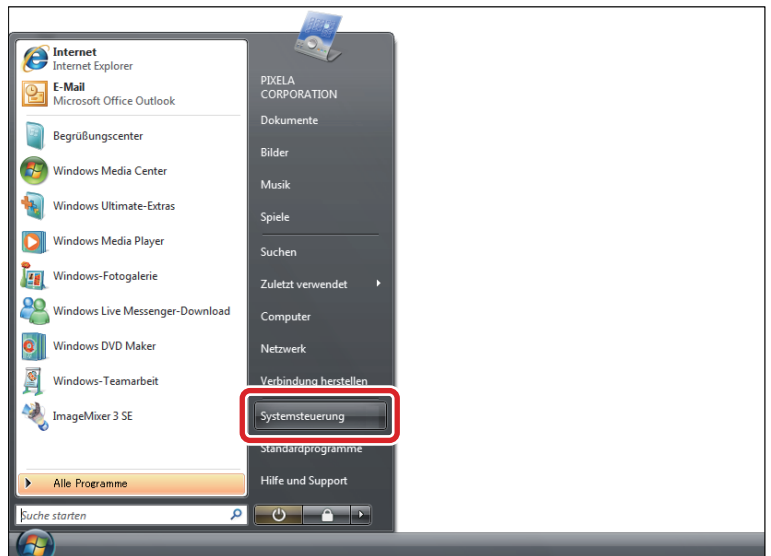 Internet
Internet Explorer
E-Mail
Microsoft Office Outlook
Begrüßungscenter
Windows Media Center
Windows Ultimate-Extras
Windows Media Player
Windows-Fotogalerie
Windows Live Messenger-Download
Windows DVD Maker
Windows-Teamarbeit
ImageMixer 3 SE
Alle Programme
Suche starten
PIXELA
CORPORATION
Dokumente
Bilder
Musik
Spiele
Suchen
Zuletzt verwendet
Computer
Netzwerk
Verbindung herstellen
Systemsteuerung
Standardprogramme
Hilfe und Support